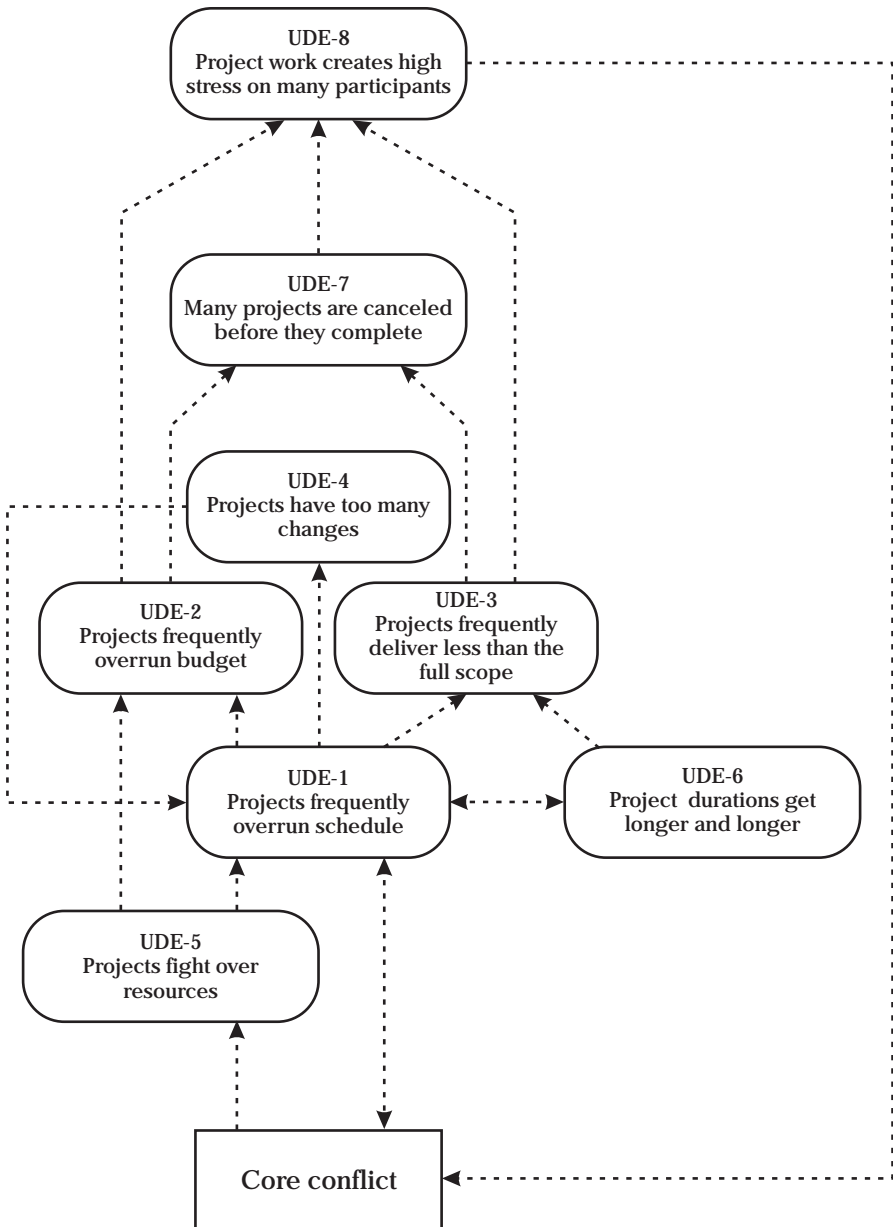 UDE-8
Project work creates high
stress on many participants
UDE-7
Many projects are canceled
before they complete
UDE-4
Projects have too many
changes
UDE-2
Projects frequently
overrun budget
UDE-3
Projects frequently
deliver less than the
full scope
UDE-1
Projects frequently
overrun schedule
UDE-6
Project durations get
longer and longer
UDE-5
Projects fight over
resources
Core conflict